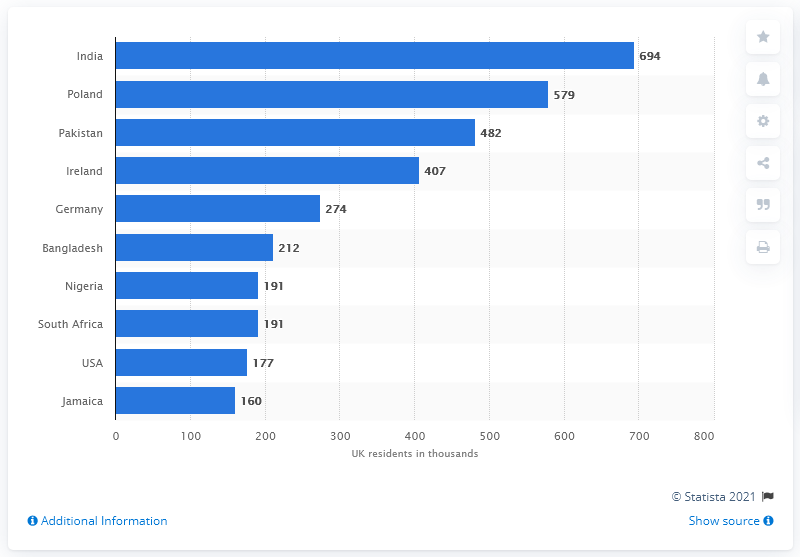 India 694
Poland 579
Pakistan 482
Ireland 407
Germany 274
Bangladesh 212
Nigeria 191
South Africa 191
USA 177
Jamaica 160
0 100 200 300 400 500 600 700 800
UK residents in thousands
© Statista 2021
Additional Information Show source